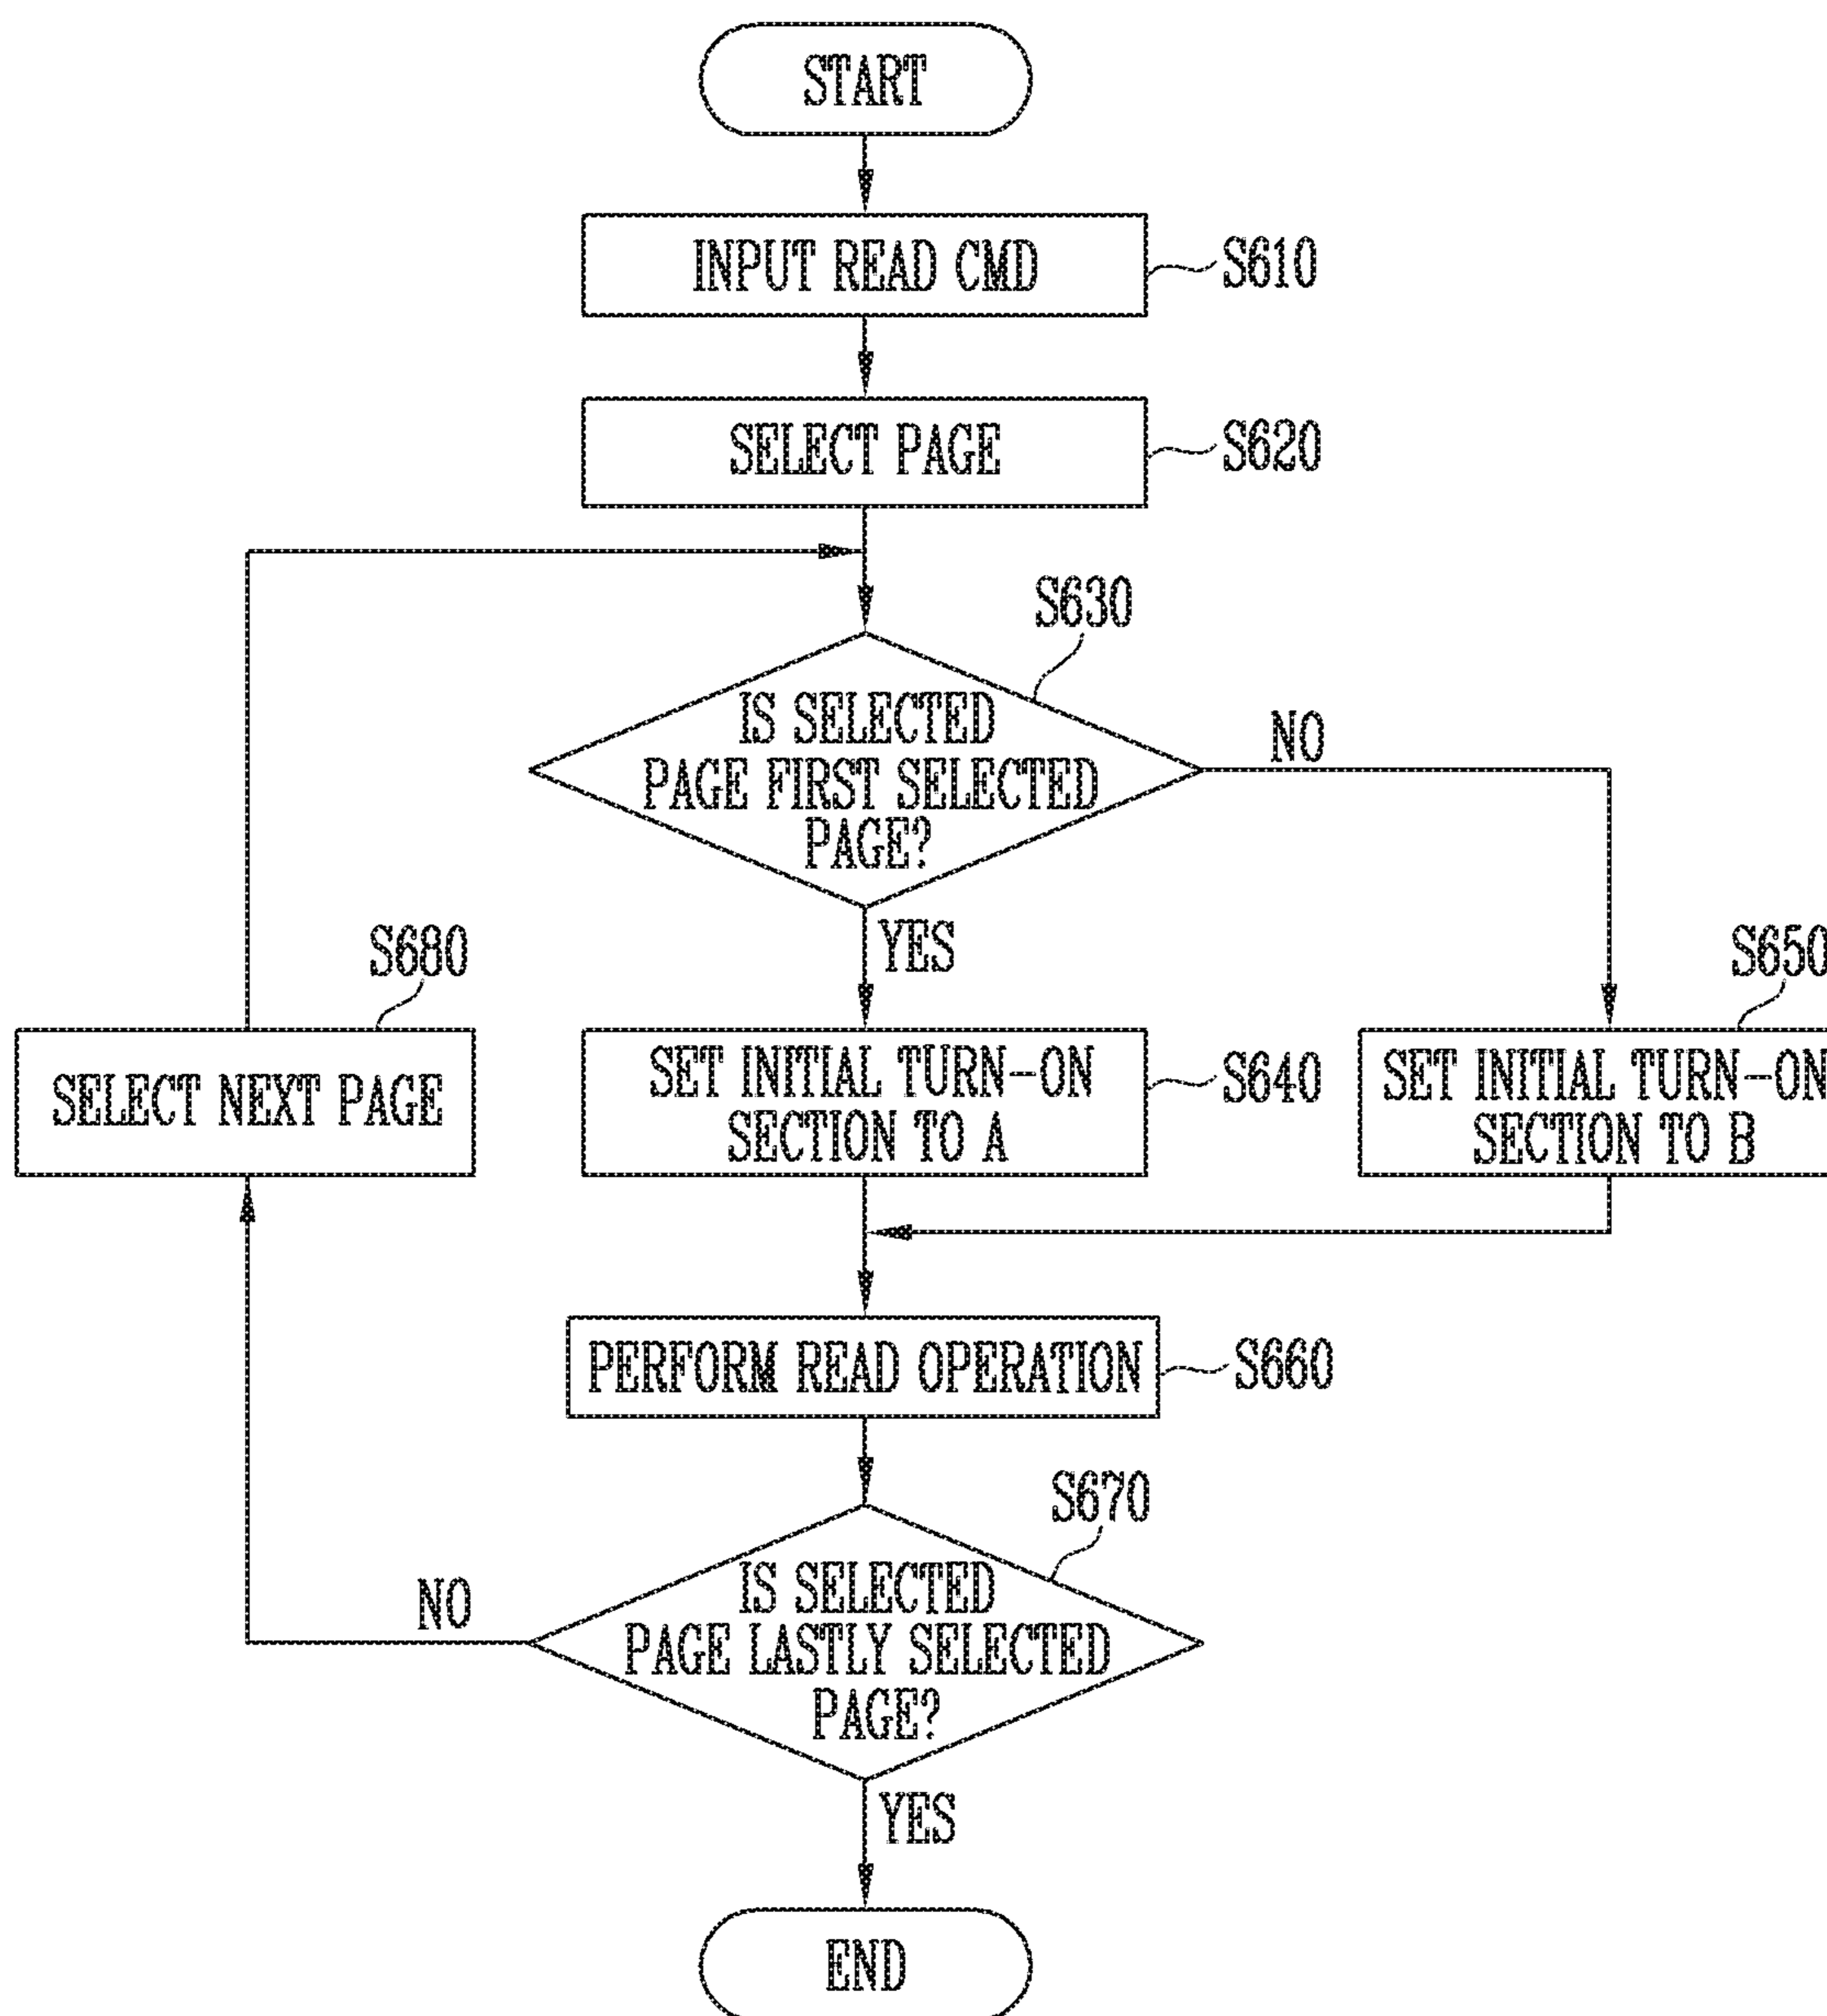 START
INPUT READ CMD
S610
SELECT PAGE
S620
S630
IS SELECTED
PAGE FIRST SELECTED
PAGE?
NO
YES
S680
SELECT NEXT PAGE
SET INITIAL TURN-ON
SECTION TO A
S640
S650
SET INITIAL TURN-ON
SECTION TO B
PERFORM READ OPERATION
S660
S670
IS SELECTED
PAGE LASTLY SELECTED
PAGE?
NO
YES
END